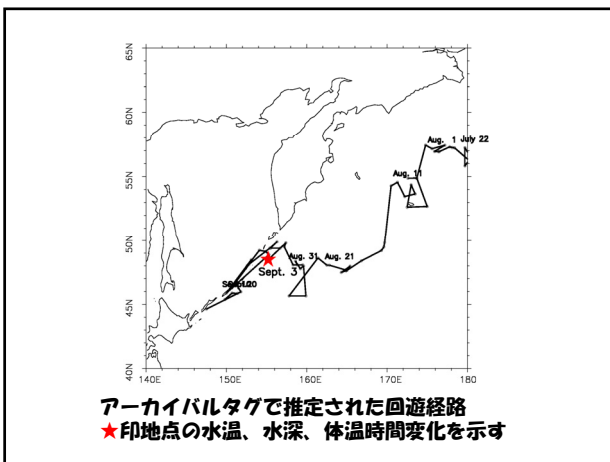 65N
60N
55N
50N
45N
40N
140E
150E
160E
170E
180
Aug. 1
July 22
Aug. 11
Aug. 31
Aug. 21
Sept. 3
アーカイバルタグで推定された回遊経路
★印地点の水温、水深、体温時間変化を示す